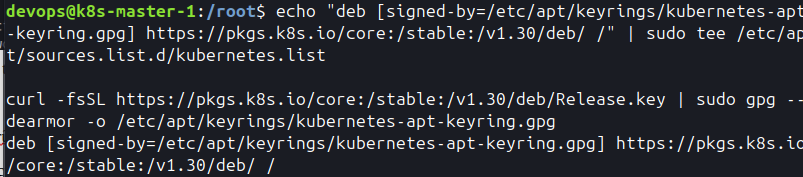 devops@k8s-master-1:/root$ echo "deb [signed-by=/etc/apt/keyrings/kubernetes-apt
-keyring.gpg] https://pkgs.k8s.io/core:/stable:/v1.30/deb/ /" | sudo tee /etc/ap
t/sources.list.d/kubernetes.list
curl -fsSL https://pkgs.k8s.io/core:/stable:/v1.30/deb/Release.key | sudo gpg --
dearmor -o /etc/apt/keyrings/kubernetes-apt-keyring.gpg
deb [signed-by=/etc/apt/keyrings/kubernetes-apt-keyring.gpg] https://pkgs.k8s.io
/core:/stable:/v1.30/deb/ /